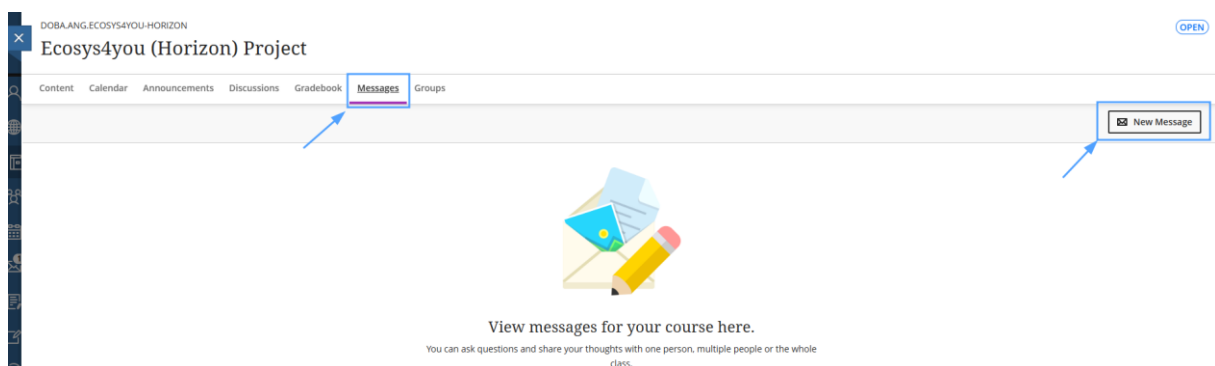 DOBA.ANG.ECOSYS4YOU-HORIZON
OPEN
Ecosys4you (Horizon) Project
Content Calendar Announcements Discussions Gradebook Messages Groups
New Message
View messages for your course here.
You can ask questions and share your thoughts with one person, multiple people or the whole
class.